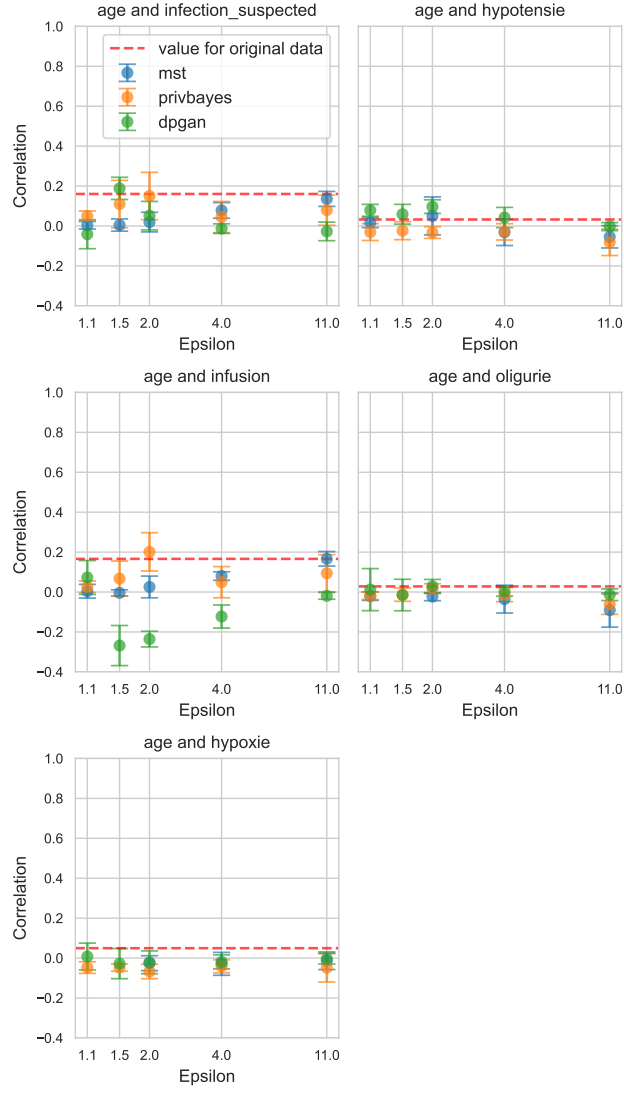 age and infection_suspected
age and hypotensie
1.0
0.8
0.6
0.4
0.2
0.0
−0.2
−0.4
Correlation
value for original data
mst
privbayes
dpgan
1.1 1.5 2.0 4.0 11.0
Epsilon
1.1 1.5 2.0 4.0 11.0
Epsilon
age and infusion
age and oligurie
1.0
0.8
0.6
0.4
0.2
0.0
−0.2
−0.4
Correlation
1.1 1.5 2.0 4.0 11.0
Epsilon
1.1 1.5 2.0 4.0 11.0
Epsilon
age and hypoxie
1.0
0.8
0.6
0.4
0.2
0.0
−0.2
−0.4
Correlation
1.1 1.5 2.0 4.0 11.0
Epsilon